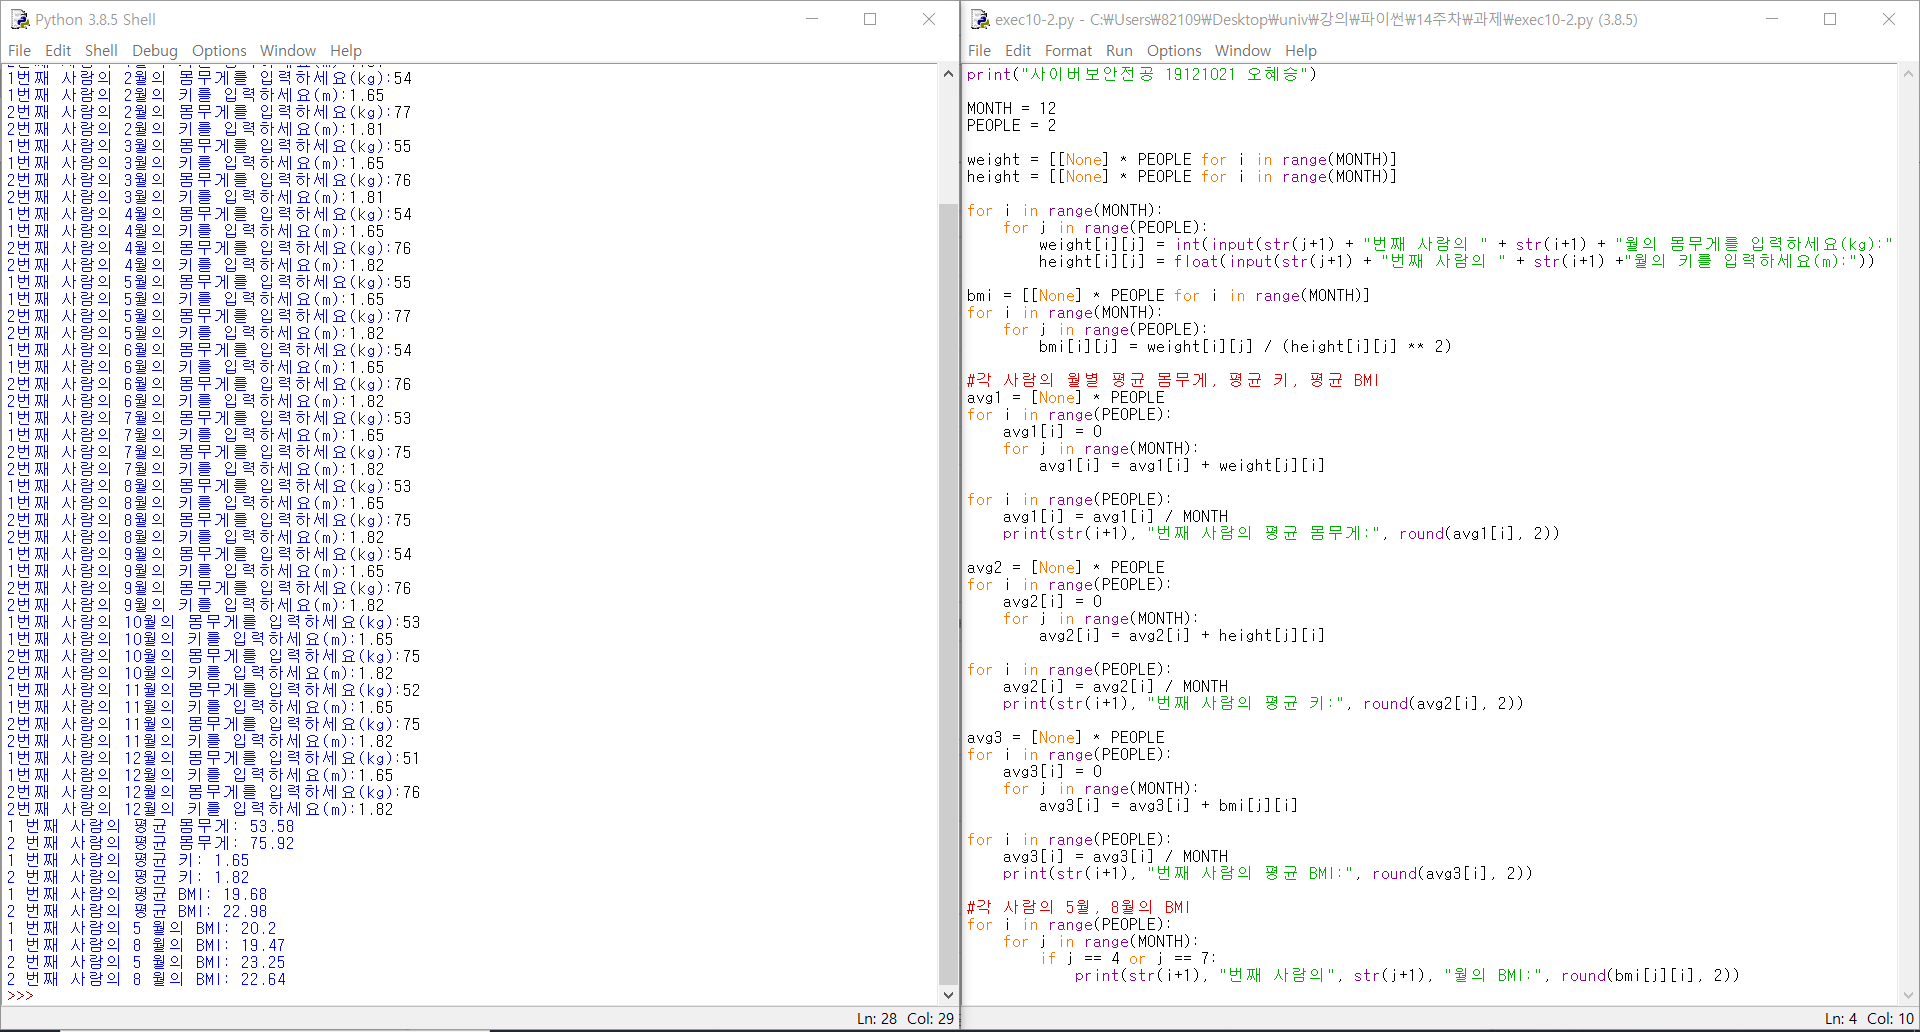 Python 3.8.5 Shell
File Edit Shell Debug Options Window Help
1번째 사람의 2월의 몸무게를 입력하세요(kg):54
1번째 사람의 2월의 키를 입력하세요(m):1.65
2번째 사람의 2월의 몸무게를 입력하세요(kg):77
2번째 사람의 2월의 키를 입력하세요(m):1.81
1번째 사람의 3월의 몸무게를 입력하세요(kg):55
1번째 사람의 3월의 키를 입력하세요(m):1.65
2번째 사람의 3월의 몸무게를 입력하세요(kg):76
2번째 사람의 3월의 키를 입력하세요(m):1.81
1번째 사람의 4월의 몸무게를 입력하세요(kg):54
1번째 사람의 4월의 키를 입력하세요(m):1.65
2번째 사람의 4월의 몸무게를 입력하세요(kg):76
2번째 사람의 4월의 키를 입력하세요(m):1.82
1번째 사람의 5월의 몸무게를 입력하세요(kg):55
1번째 사람의 5월의 키를 입력하세요(m):1.65
2번째 사람의 5월의 몸무게를 입력하세요(kg):77
2번째 사람의 5월의 키를 입력하세요(m):1.82
1번째 사람의 6월의 몸무게를 입력하세요(kg):54
1번째 사람의 6월의 키를 입력하세요(m):1.65
2번째 사람의 6월의 몸무게를 입력하세요(kg):76
2번째 사람의 6월의 키를 입력하세요(m):1.82
1번째 사람의 7월의 몸무게를 입력하세요(kg):53
1번째 사람의 7월의 키를 입력하세요(m):1.65
2번째 사람의 7월의 몸무게를 입력하세요(kg):75
2번째 사람의 7월의 키를 입력하세요(m):1.82
1번째 사람의 8월의 몸무게를 입력하세요(kg):53
1번째 사람의 8월의 키를 입력하세요(m):1.65
2번째 사람의 8월의 몸무게를 입력하세요(kg):75
2번째 사람의 8월의 키를 입력하세요(m):1.82
1번째 사람의 9월의 몸무게를 입력하세요(kg):54
1번째 사람의 9월의 키를 입력하세요(m):1.65
2번째 사람의 9월의 몸무게를 입력하세요(kg):76
2번째 사람의 9월의 키를 입력하세요(m):1.82
1번째 사람의 10월의 몸무게를 입력하세요(kg):53
1번째 사람의 10월의 키를 입력하세요(m):1.65
2번째 사람의 10월의 몸무게를 입력하세요(kg):75
2번째 사람의 10월의 키를 입력하세요(m):1.82
1번째 사람의 11월의 몸무게를 입력하세요(kg):52
1번째 사람의 11월의 키를 입력하세요(m):1.65
2번째 사람의 11월의 몸무게를 입력하세요(kg):75
2번째 사람의 11월의 키를 입력하세요(m):1.82
1번째 사람의 12월의 몸무게를 입력하세요(kg):51
1번째 사람의 12월의 키를 입력하세요(m):1.65
2번째 사람의 12월의 몸무게를 입력하세요(kg):76
2번째 사람의 12월의 키를 입력하세요(m):1.82
1 번째 사람의 평균 몸무게: 53.58
2 번째 사람의 평균 몸무게: 75.92
1 번째 사람의 평균 키: 1.65
2 번째 사람의 평균 키: 1.82
1 번째 사람의 평균 BMI: 19.68
2 번째 사람의 평균 BMI: 22.98
1 번째 사람의 5 월의 BMI: 20.2
1 번째 사람의 8 월의 BMI: 19.47
2 번째 사람의 5 월의 BMI: 23.25
2 번째 사람의 8 월의 BMI: 22.64
>>>
Ln: 28 Col: 29
exec10-2.py - C:₩Users₩82109₩Desktop₩univ₩강의₩파이썬₩14주차₩과제₩exec10-2.py (3.8.5)
File Edit Format Run Options Window Help
print("사이버보안전공 19121021 오혜승")
MONTH = 12
PEOPLE = 2
weight = [[None] * PEOPLE for i in range(MONTH)]
height = [[None] * PEOPLE for i in range(MONTH)]
for i in range(MONTH):
    for j in range(PEOPLE):
        weight[i][j] = int(input(str(j+1) + "번째 사람의 " + str(i+1) + "월의 몸무게를 입력하세요(kg):"
        height[i][j] = float(input(str(j+1) + "번째 사람의 " + str(i+1) +"월의 키를 입력하세요(m):"))
bmi = [[None] * PEOPLE for i in range(MONTH)]
for i in range(MONTH):
    for j in range(PEOPLE):
        bmi[i][j] = weight[i][j] / (height[i][j] ** 2)
#각 사람의 월별 평균 몸무게, 평균 키, 평균 BMI
avg1 = [None] * PEOPLE
for i in range(PEOPLE):
    avg1[i] = 0
    for j in range(MONTH):
        avg1[i] = avg1[i] + weight[j][i]
for i in range(PEOPLE):
    avg1[i] = avg1[i] / MONTH
    print(str(i+1), "번째 사람의 평균 몸무게:", round(avg1[i], 2))
avg2 = [None] * PEOPLE
for i in range(PEOPLE):
    avg2[i] = 0
    for j in range(MONTH):
        avg2[i] = avg2[i] + height[j][i]
for i in range(PEOPLE):
    avg2[i] = avg2[i] / MONTH
    print(str(i+1), "번째 사람의 평균 키:", round(avg2[i], 2))
avg3 = [None] * PEOPLE
for i in range(PEOPLE):
    avg3[i] = 0
    for j in range(MONTH):
        avg3[i] = avg3[i] + bmi[j][i]
for i in range(PEOPLE):
    avg3[i] = avg3[i] / MONTH
    print(str(i+1), "번째 사람의 평균 BMI:", round(avg3[i], 2))
#각 사람의 5월, 8월의 BMI
for i in range(PEOPLE):
    for j in range(MONTH):
        if j == 4 or j == 7:
            print(str(i+1), "번째 사람의", str(j+1), "월의 BMI:", round(bmi[j][i], 2))
Ln: 4 Col: 10